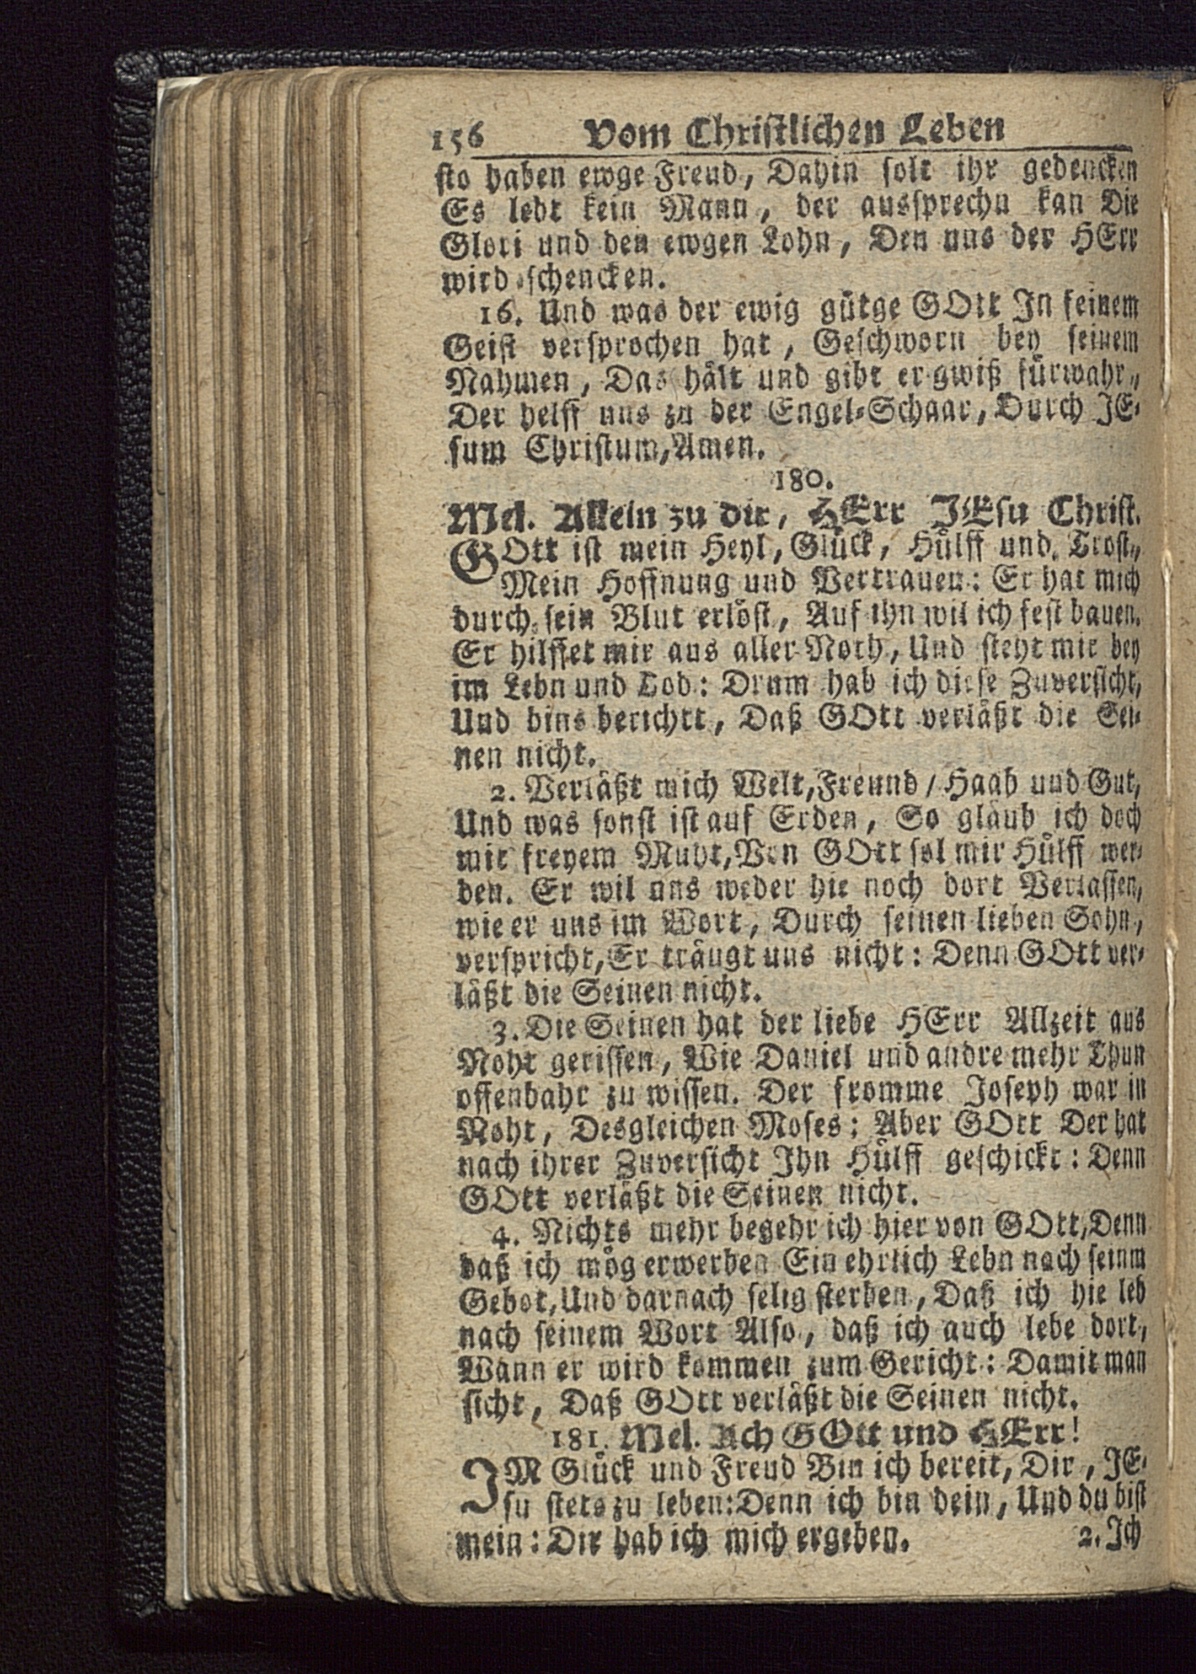 156 Vom Christlichen Leben
sto haben ewge Freud, Dahin solt ihr gedencken
Es lebt kein Mann, der aussprechn kan Die
Glori und den ewgen Lohn, Den uns der HErr
wird schencken.
16. Und was der ewig gütge GOtt In seinem
Geist versprochen hat, Geschworn bey seinem
Nahmen, Das hält und gibt er gwiß fürwahr,
Der helff uns zu der Engel-Schaar, Durch JE-
sum Christum, Amen.
180.
Mel. Allein zu dir, HErr JEsu Christ.
GOtt ist mein Heyl, Glück, Hülff und Trost,
Mein Hoffnung und Vertrauen: Er hat mich
durch sein Blut erlöst, Auf ihn wil ich fest bauen.
Er hilffet mir aus aller Noth, Und steht mir bey
im Lebn und Tod: Drum hab ich diese Zuversicht,
Und bins bericht, Daß GOtt verläßt die Sei-
nen nicht.
2. Verläßt mich Welt, Freund / Haab und Gut,
Und was sonst ist auf Erden, So gläub ich doch
mit freyem Muht, Von GOtt sol mir Hülff wer-
den. Er wil uns weder hie noch dort Verlassen,
wie er uns im Wort, Durch seinen lieben Sohn,
verspricht, Er träugt uns nicht: Denn GOtt ver-
läßt die Seinen nicht.
3. Die Seinen hat der liebe HErr Allzeit aus
Noht gerissen, Wie Daniel und andre mehr Thun
offenbahr zu wissen. Der fromme Joseph war in
Noht, Desgleichen Moses: Aber GOtt Der hat
nach ihrer Zuversicht Ihn Hülff geschickt: Denn
GOtt verläßt die Seinen nicht.
4. Nichts mehr begehr ich hier von GOtt, Denn
daß ich mög erwerben Ein ehrlich Lebn nach seinm
Gebot, Und darnach selig sterben, Daß ich hie leb
nach seinem Wort Also, daß ich auch lebe dort,
Wann er wird kommen zum Gericht: Damit man
sicht, Daß GOtt verläßt die Seinen nicht.
181. Mel. Ach GOtt und HErr!
IM Glück und Freud Bin ich bereit, Dir, JE-
su stets zu leben: Denn ich bin dein, Und du bist
mein: Dir hab ich mich ergeben. 2. Ich